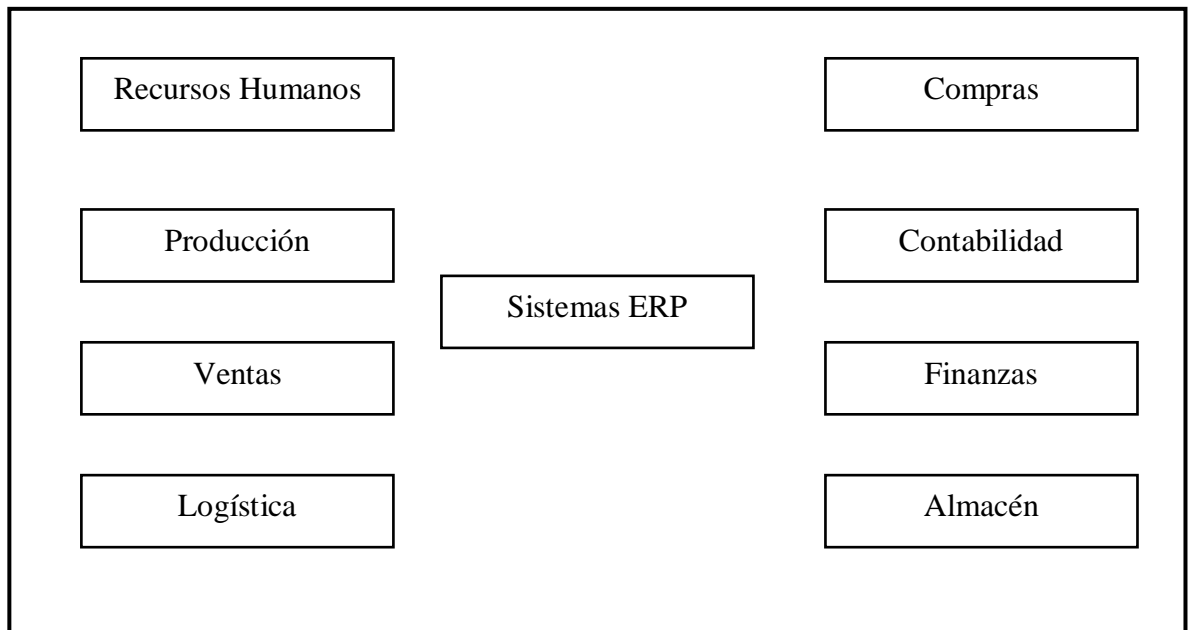 Recursos Humanos
Compras
Producción
Contabilidad
Sistemas ERP
Ventas
Finanzas
Logística
Almacén